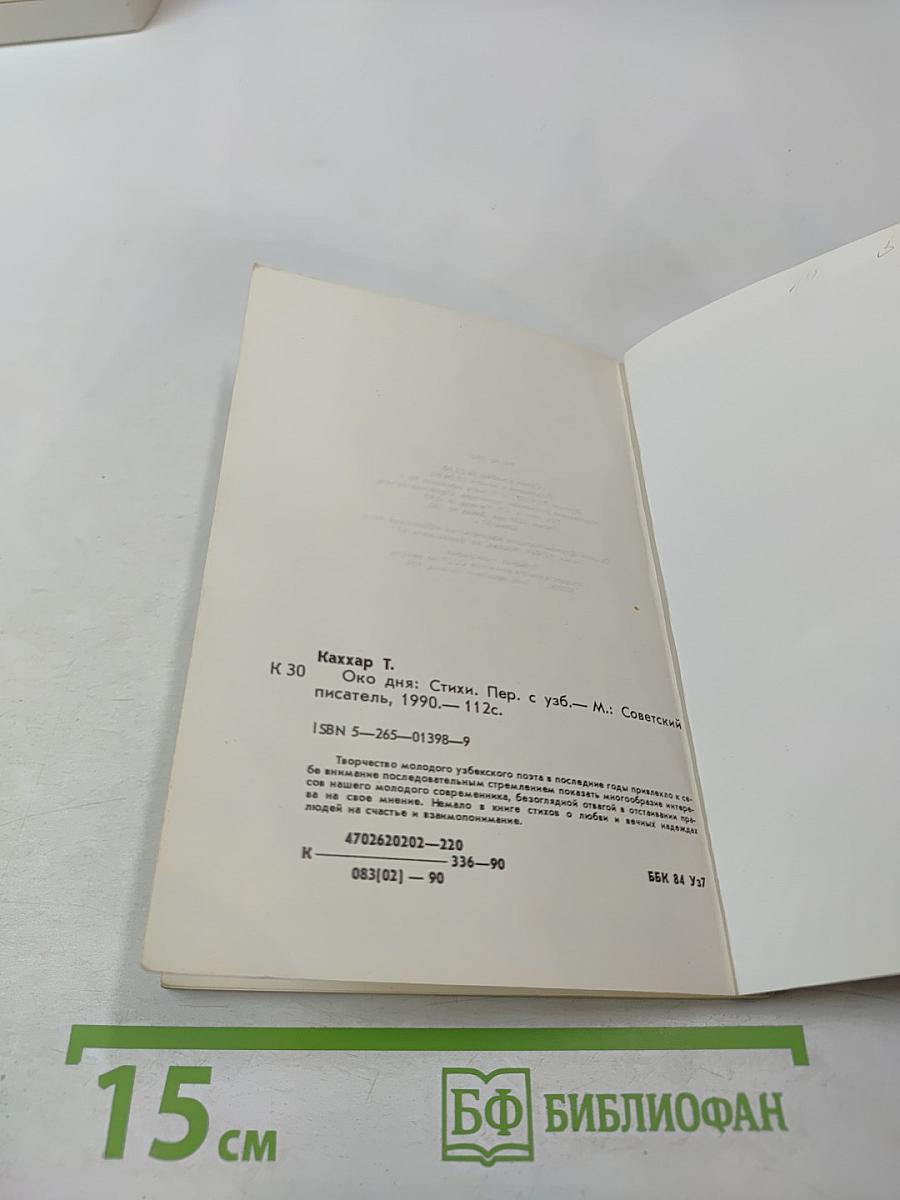 Каххар Т.
К 30
Око дня: Стихи. Пер. с узб.— М.: Советский
писатель, 1990.— 112с.
ISBN 5—265—01398—9
Творчество молодого узбекского поэта в последние годы привлекло к се-
бе внимание последовательным стремлением показать многообразие интере-
сов нашего молодого современника, безоглядной отвагой в отстаивании пра-
ва на свое мнение. Немало в книге стихов о любви и вечных надеждах
людей на счастье и взаимопонимание.
4702620202—220
К ———— 336—90
083(02) — 90
ББК 84 Уз7
15 см
БФ БИБЛИОФАН